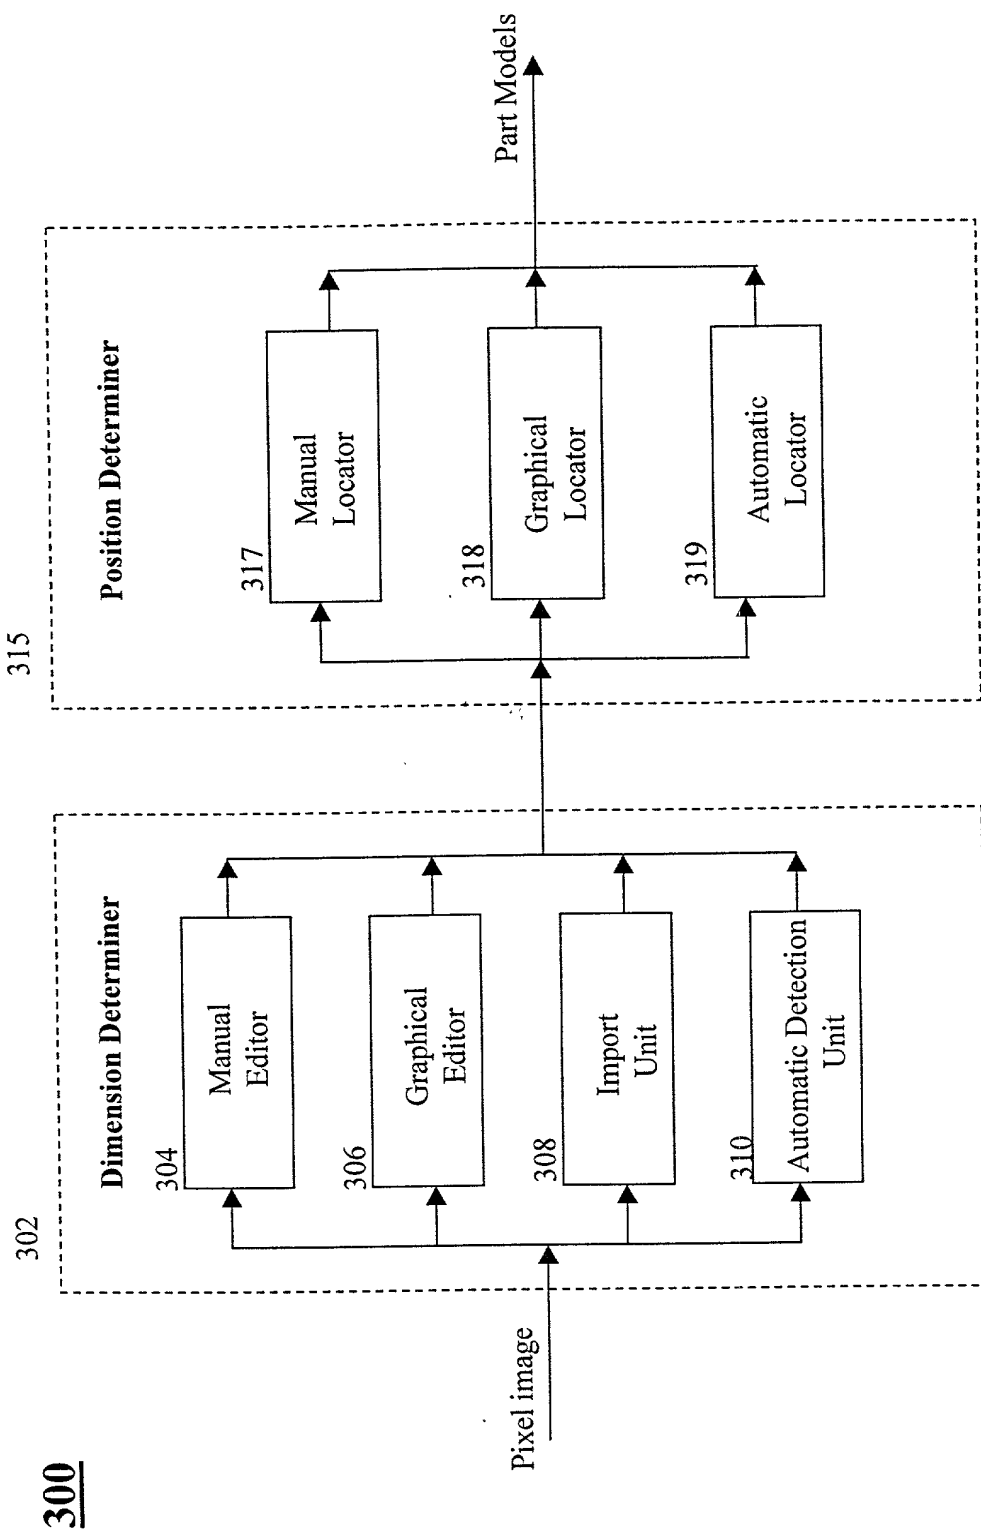 300
302
315
Dimension Determiner
Position Determiner
304
Manual
Editor
306
Graphical
Editor
308
Import
Unit
310
Automatic Detection
Unit
317
Manual
Locator
318
Graphical
Locator
319
Automatic
Locator
Pixel image
Part Models